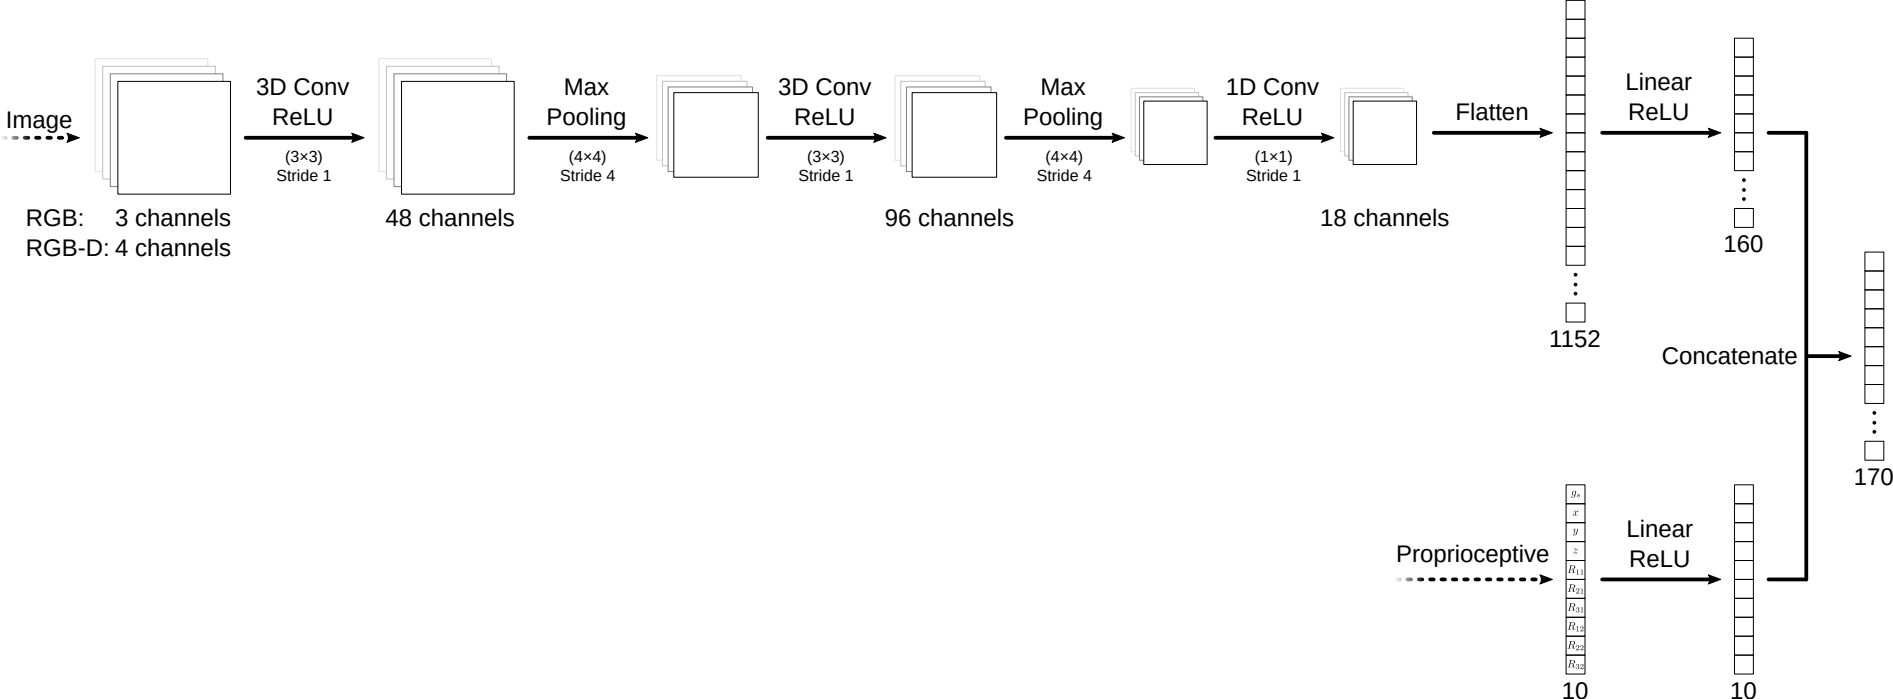 Image
RGB: 3 channels
RGB-D: 4 channels
3D Conv
ReLU
(3×3)
Stride 1
48 channels
Max
Pooling
(4×4)
Stride 4
3D Conv
ReLU
(3×3)
Stride 1
96 channels
Max
Pooling
(4×4)
Stride 4
1D Conv
ReLU
(1×1)
Stride 1
18 channels
Flatten
1152
Linear
ReLU
160
Concatenate
170
Proprioceptive
g_s
x
y
z
R_11
R_21
R_31
R_12
R_22
R_32
10
Linear
ReLU
10